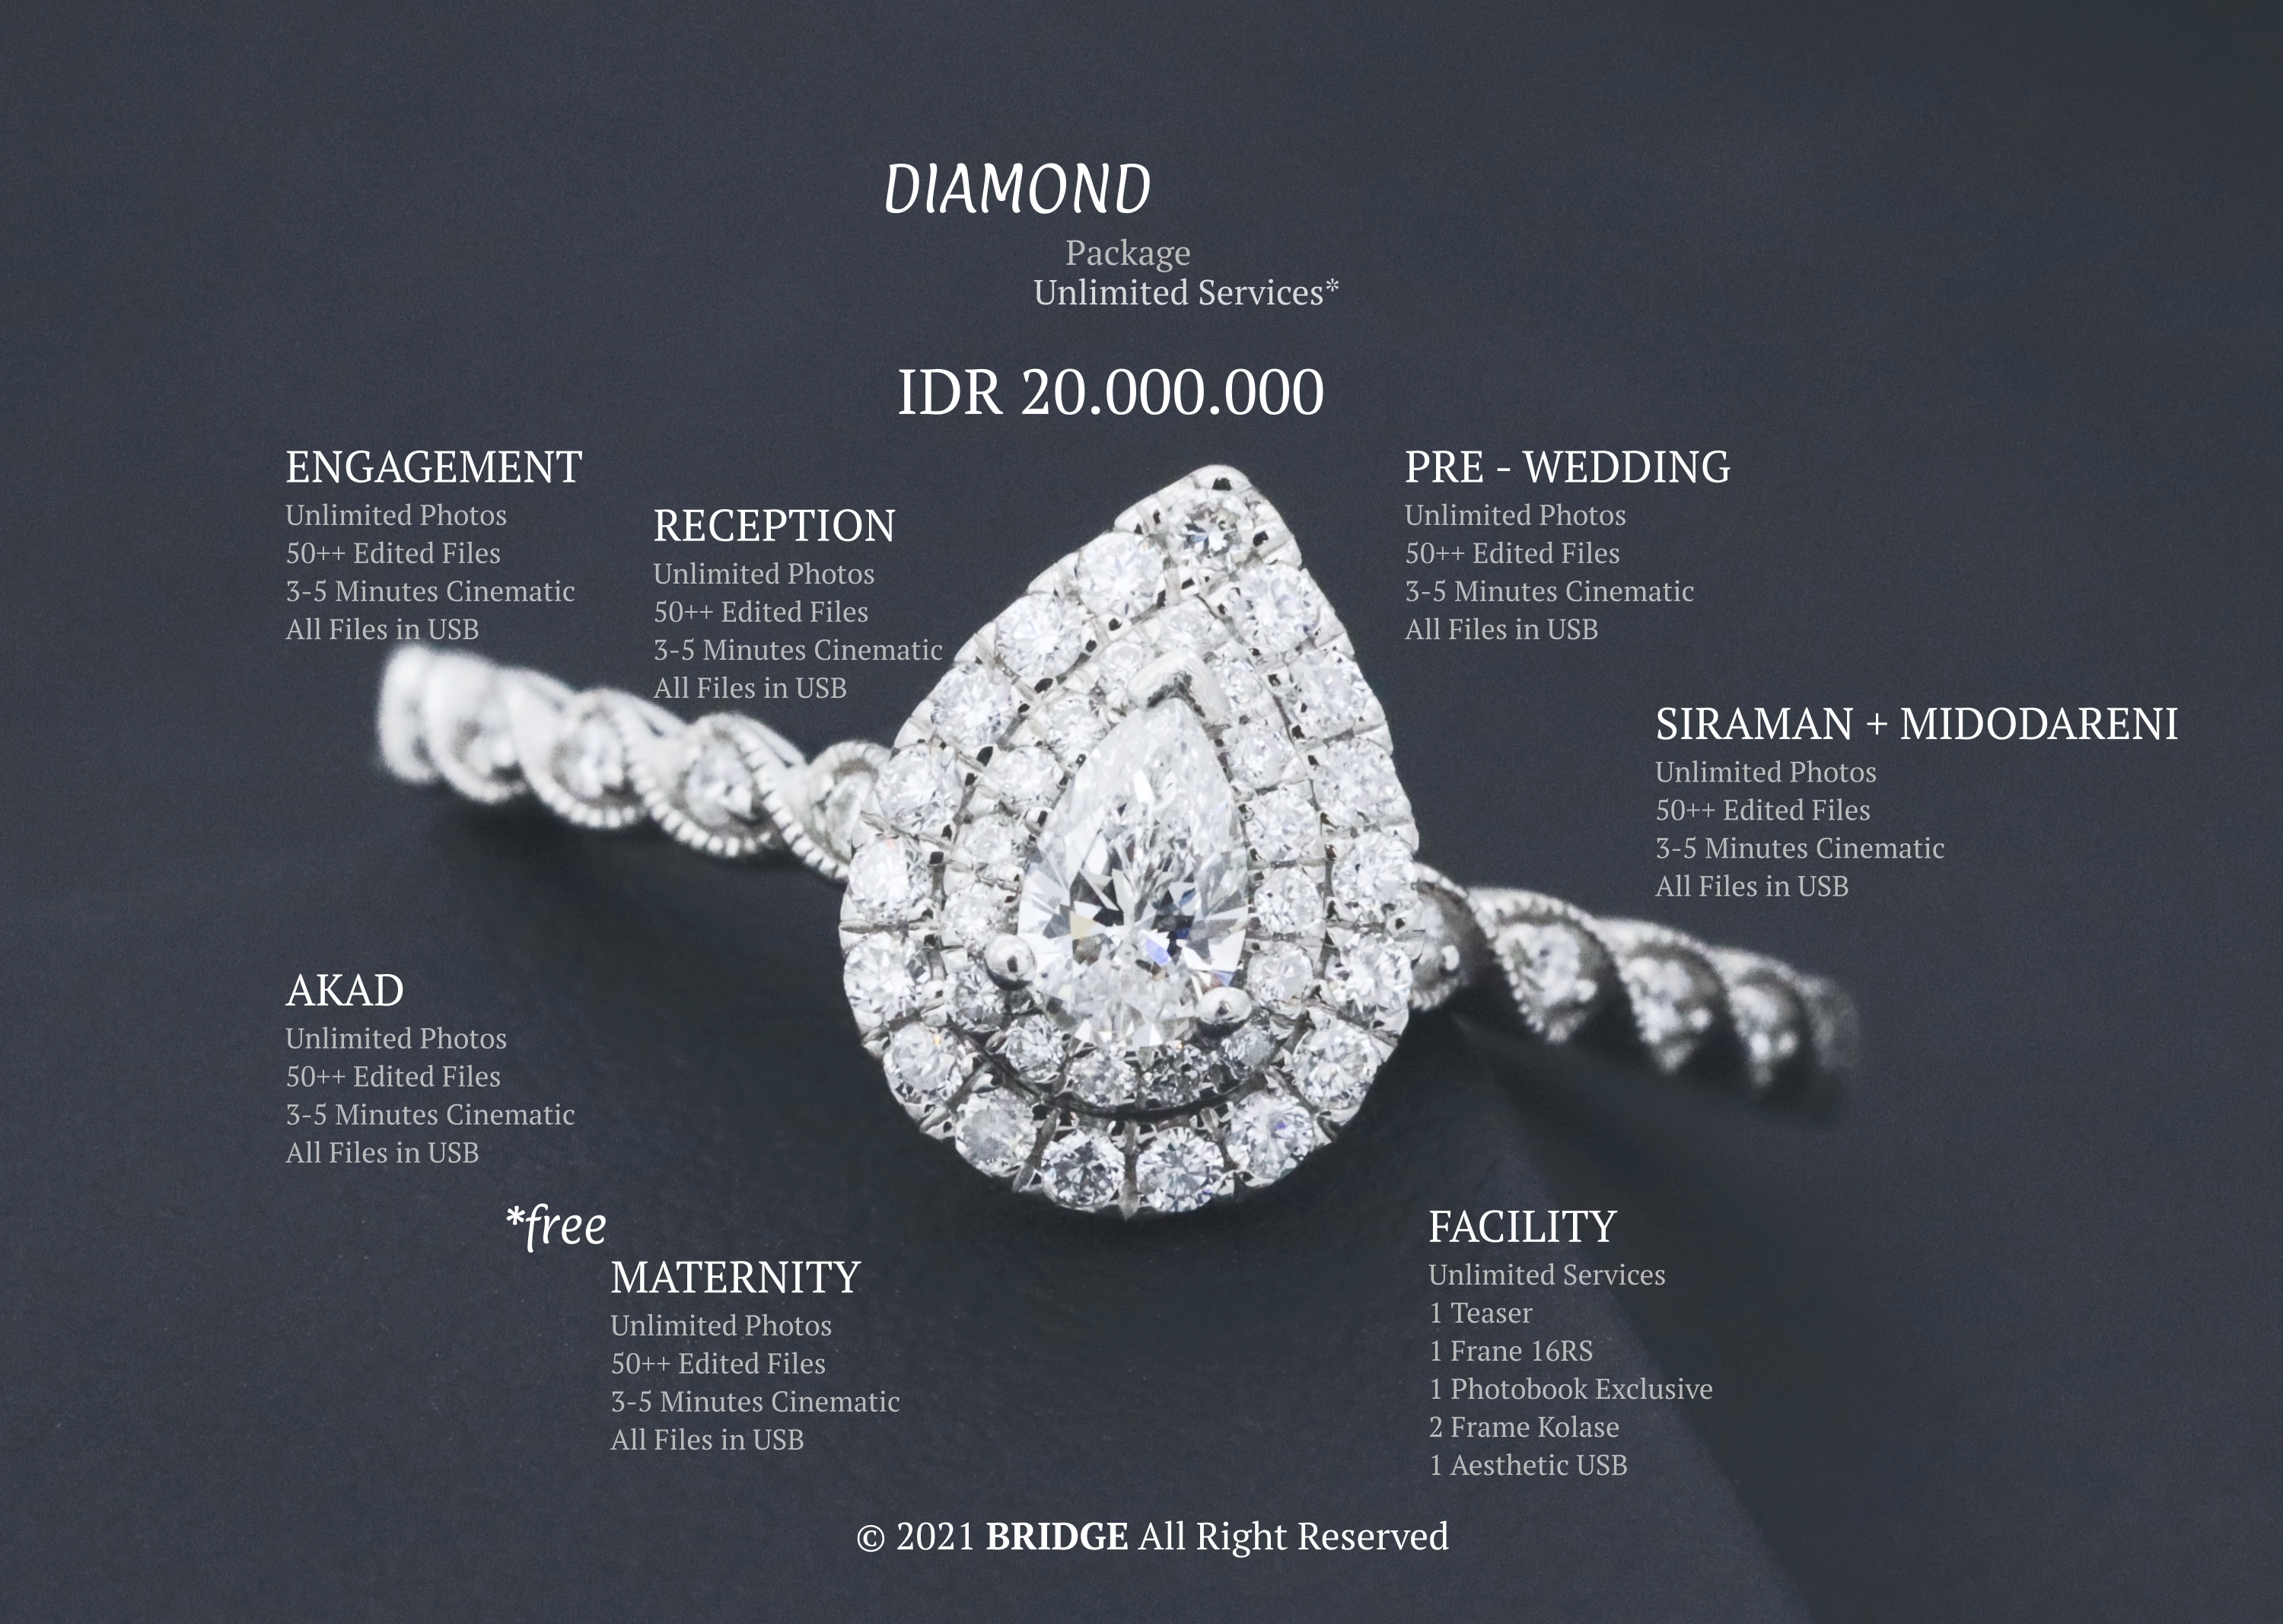 DIAMOND
Package
Unlimited Services*
IDR 20.000.000
ENGAGEMENT
Unlimited Photos
50++ Edited Files
3-5 Minutes Cinematic
All Files in USB
RECEPTION
Unlimited Photos
50++ Edited Files
3-5 Minutes Cinematic
All Files in USB
PRE - WEDDING
Unlimited Photos
50++ Edited Files
3-5 Minutes Cinematic
All Files in USB
SIRAMAN + MIDODARENI
Unlimited Photos
50++ Edited Files
3-5 Minutes Cinematic
All Files in USB
AKAD
Unlimited Photos
50++ Edited Files
3-5 Minutes Cinematic
All Files in USB
*free
MATERNITY
Unlimited Photos
50++ Edited Files
3-5 Minutes Cinematic
All Files in USB
FACILITY
Unlimited Services
1 Teaser
1 Frane 16RS
1 Photobook Exclusive
2 Frame Kolase
1 Aesthetic USB
© 2021 BRIDGE All Right Reserved